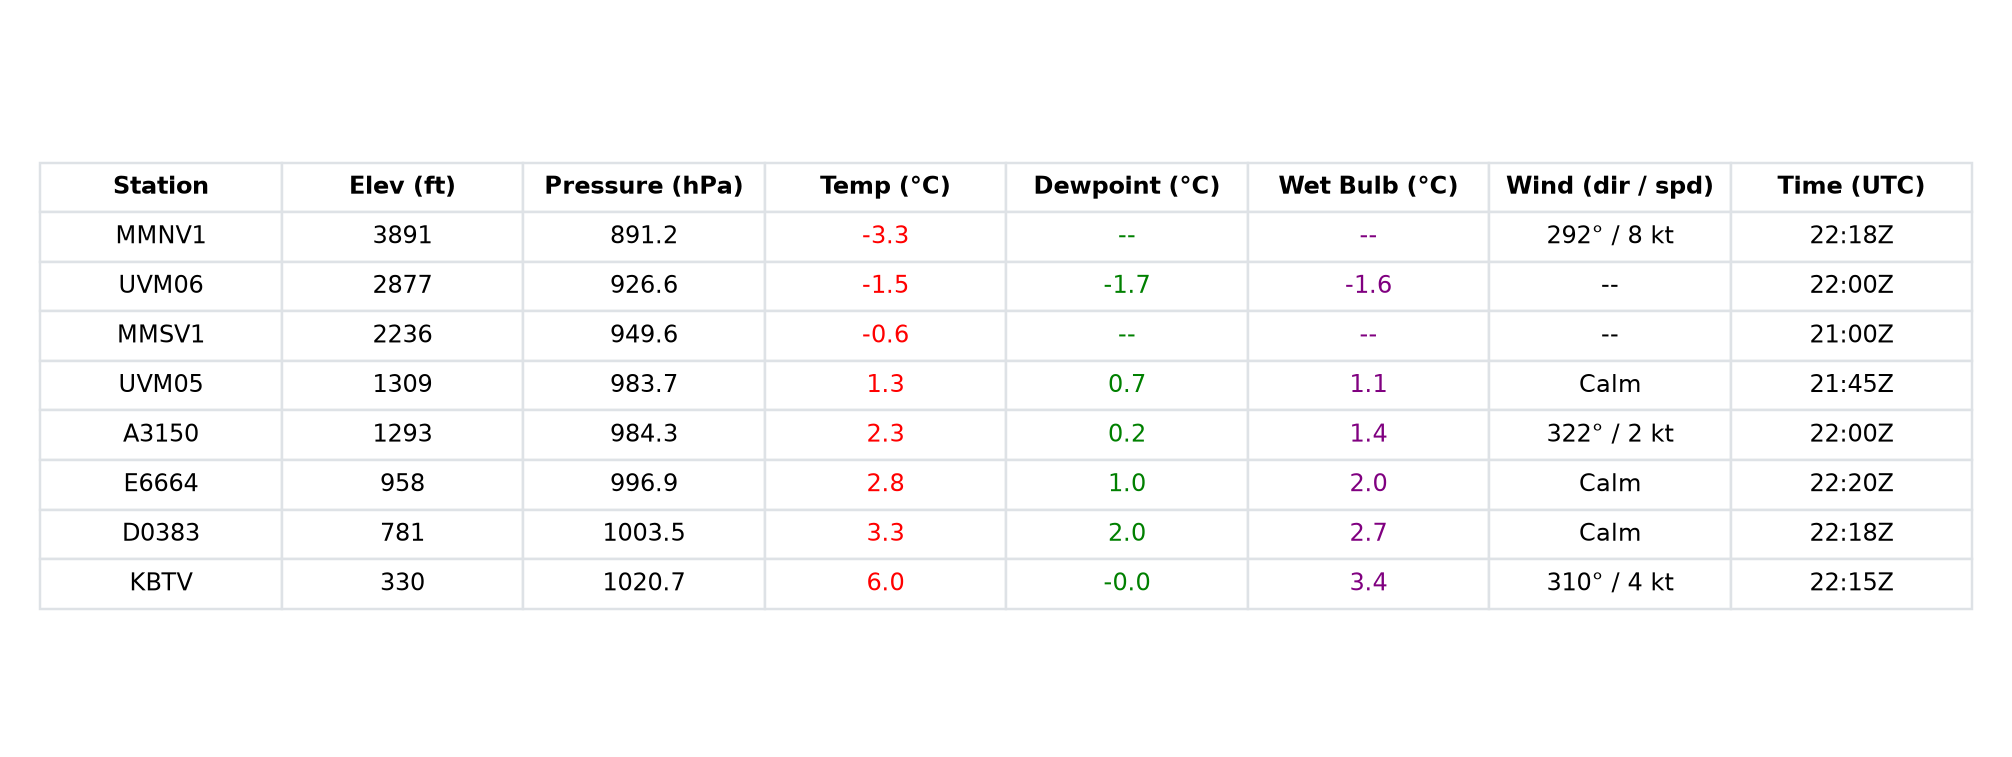 Station Elev (ft) Pressure (hPa) Temp (°C) Dewpoint (°C) Wet Bulb (°C) Wind (dir / spd) Time (UTC)
MMNV1 3891 891.2 -3.3 -- -- 292° / 8 kt 22:18Z
UVM06 2877 926.6 -1.5 -1.7 -1.6 -- 22:00Z
MMSV1 2236 949.6 -0.6 -- -- -- 21:00Z
UVM05 1309 983.7 1.3 0.7 1.1 Calm 21:45Z
A3150 1293 984.3 2.3 0.2 1.4 322° / 2 kt 22:00Z
E6664 958 996.9 2.8 1.0 2.0 Calm 22:20Z
D0383 781 1003.5 3.3 2.0 2.7 Calm 22:18Z
KBTV 330 1020.7 6.0 -0.0 3.4 310° / 4 kt 22:15Z